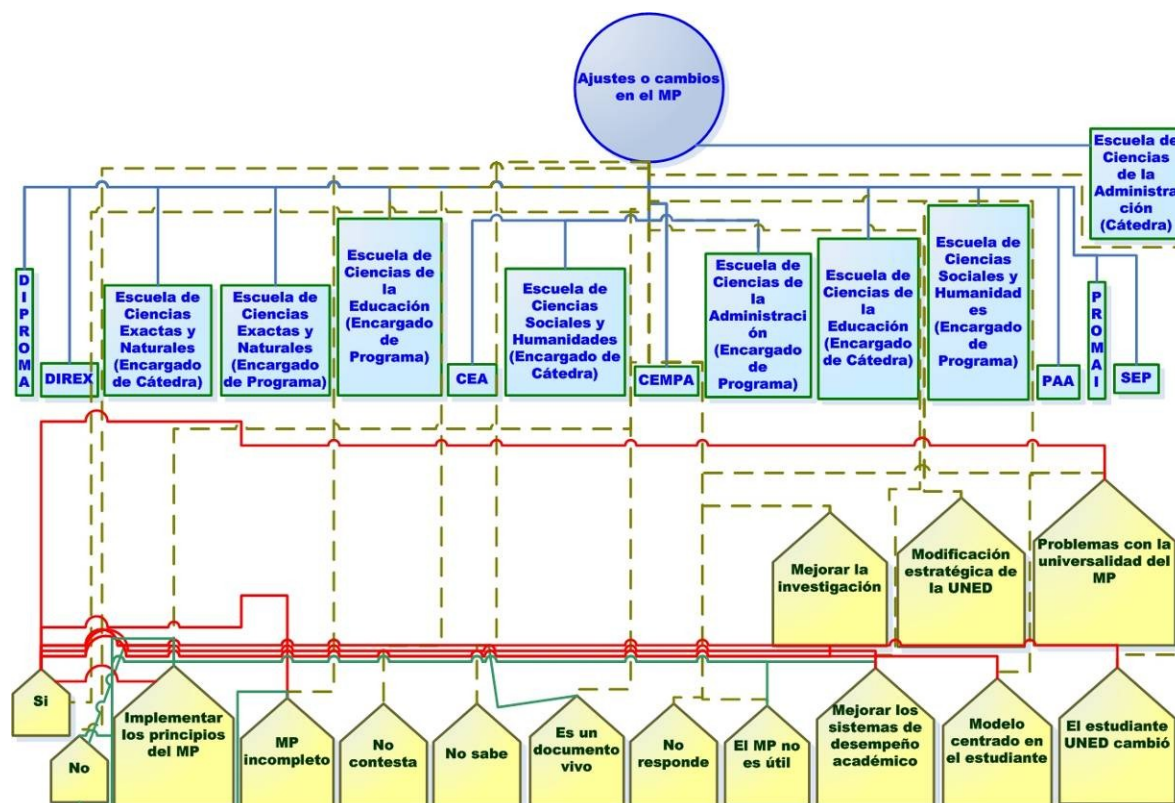 Ajustes o cambios
en el MP
Escuela de
Ciencias
de la
Administra
ción
(Cátedra)
DIPROMA
DIREX
Escuela de
Ciencias
Exactas y
Naturales
(Encargado
de Cátedra)
Escuela de
Ciencias
Exactas y
Naturales
(Encargado
de Programa)
Escuela de
Ciencias de
la
Educación
(Encargado
de
Programa)
CEA
Escuela de
Ciencias
Sociales y
Humanidades
(Encargado de
Cátedra)
CEMPA
Escuela de
Ciencias de
la
Administraci
ón
(Encargado
de
Programa)
Escuela de
Ciencias de
la
Educación
(Encargado
de Cátedra)
Escuela de
Ciencias
Sociales y
Humanidad
es
(Encargado
de
Programa)
PAA
PROMAI
SEP
Mejorar la
investigación
Modificación
estratégica de
la UNED
Problemas con la
universalidad del
MP
Si
No
Implementar
los principios
del MP
MP
incompleto
No
contesta
No sabe
Es un
documento
vivo
No
responde
El MP no
es útil
Mejorar los
sistemas de
desempeño
académico
Modelo
centrado en
el estudiante
El estudiante
UNED cambió